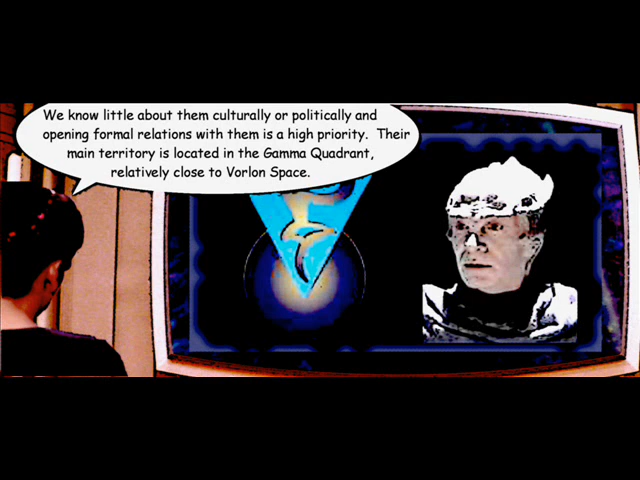 We know little about them culturally or politically and
opening formal relations with them is a high priority.  Their
main territory is located in the Gamma Quadrant,
relatively close to Vorlon Space.